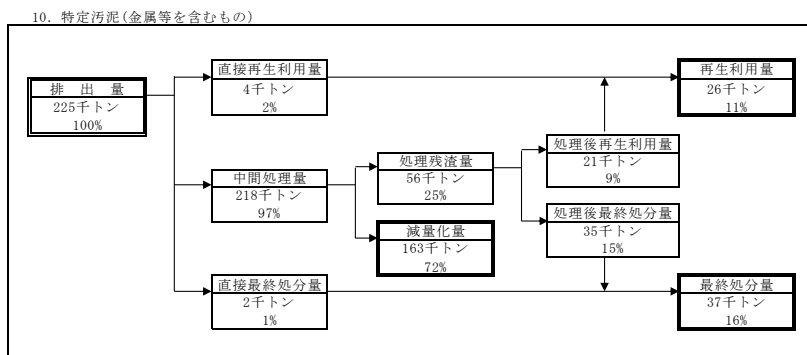 10. 特定汚泥(金属等を含むもの)
直接再生利用量
4千トン
2%
再生利用量
26千トン
11%
排 出 量
225千トン
100%
処理後再生利用量
21千トン
9%
処理残渣量
56千トン
25%
中間処理量
218千トン
97%
処理後最終処分量
35千トン
15%
減量化量
163千トン
72%
直接最終処分量
2千トン
1%
最終処分量
37千トン
16%